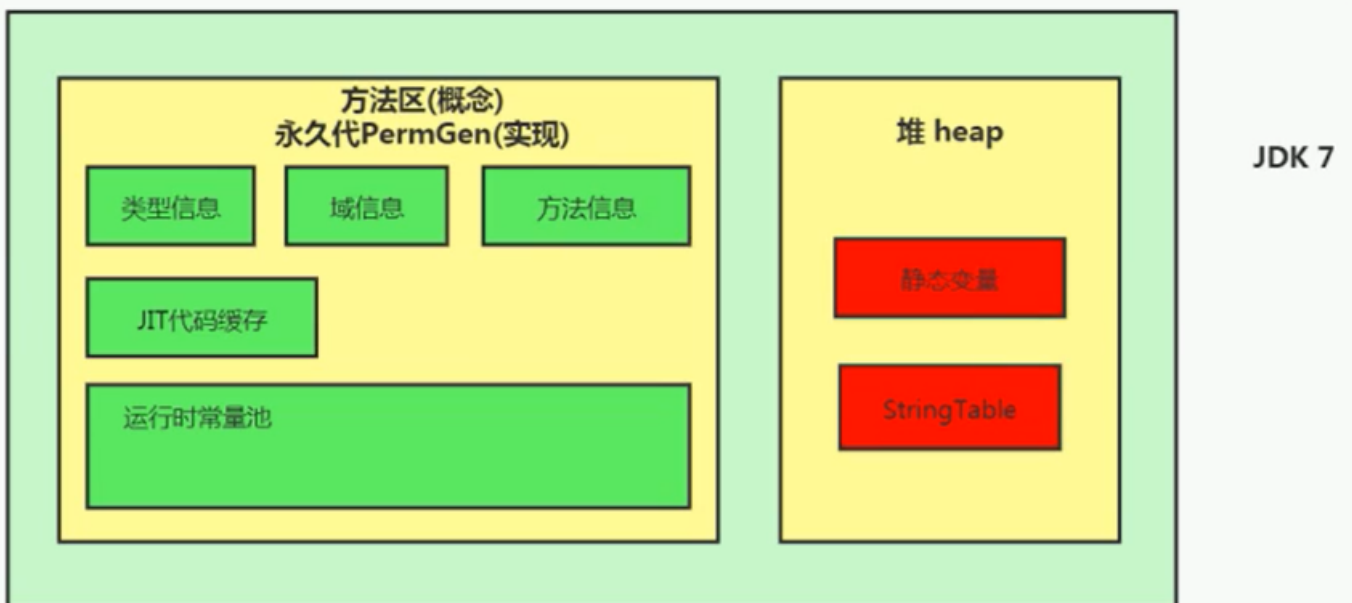 方法区(概念)
永久代PermGen(实现)
类型信息
域信息
方法信息
JIT代码缓存
运行时常量池
堆 heap
静态变量
StringTable
JDK 7